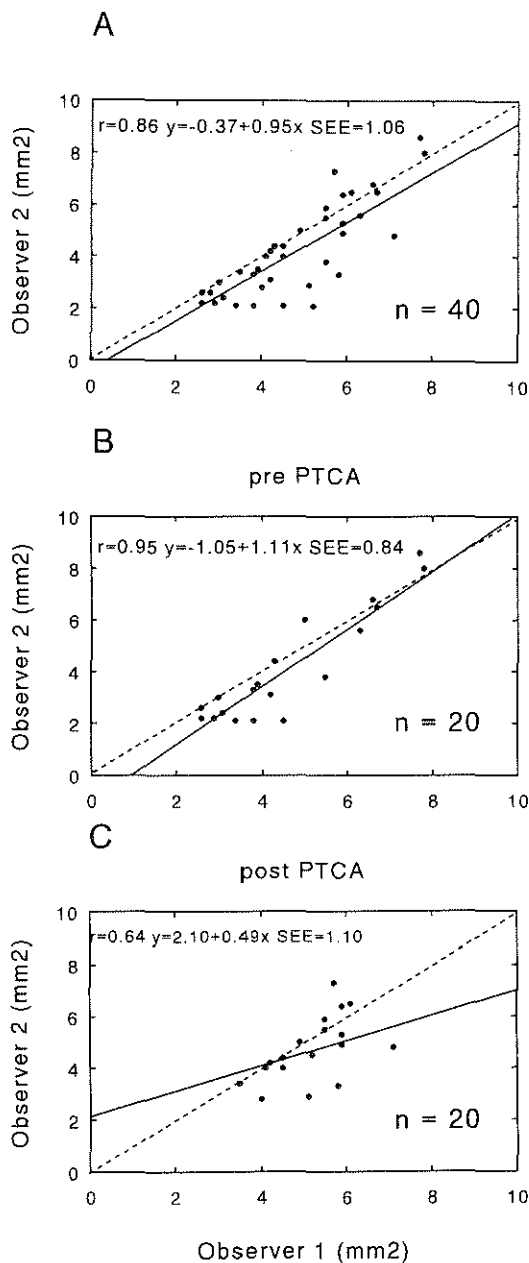 A
10
8
6
4
2
0
Observer 2 (mm2)
r=0.86 y=-0.37+0.95x SEE=1.06
n = 40
0 2 4 6 8 10
B
pre PTCA
10
8
6
4
2
0
Observer 2 (mm2)
r=0.95 y=-1.05+1.11x SEE=0.84
n = 20
0 2 4 6 8 10
C
post PTCA
10
8
6
4
2
0
Observer 2 (mm2)
r=0.64 y=2.10+0.49x SEE=1.10
n = 20
0 2 4 6 8 10
Observer 1 (mm2)